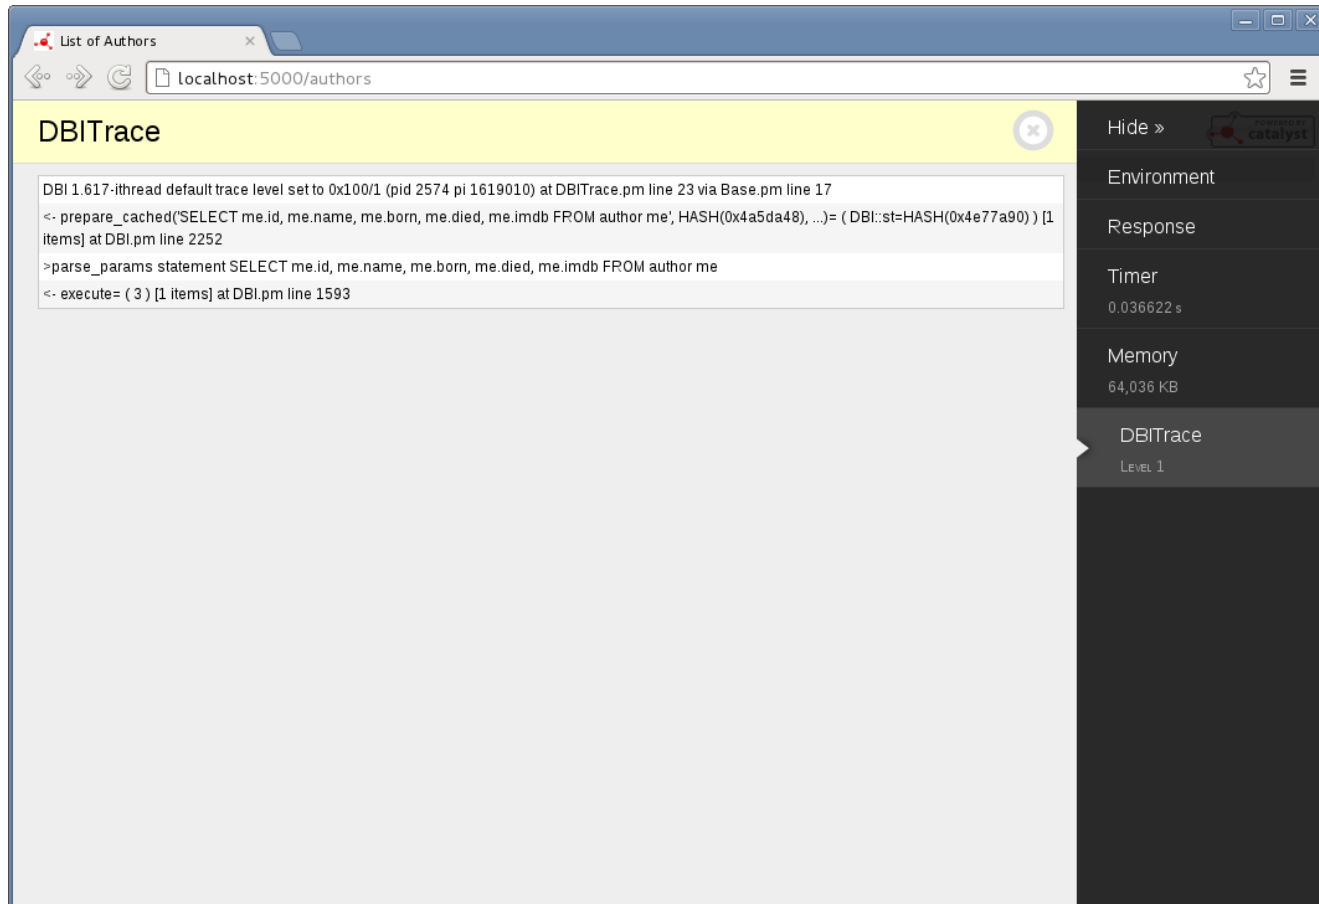 List of Authors
localhost:5000/authors
DBITrace
DBI 1.617-ithread default trace level set to 0x100/1 (pid 2574 pi 1619010) at DBITrace.pm line 23 via Base.pm line 17
<- prepare_cached('SELECT me.id, me.name, me.born, me.died, me.imdb FROM author me', HASH(0x4a5da48), ...)= ( DBI::st=HASH(0x4e77a90) ) [1
items] at DBI.pm line 2252
>parse_params statement SELECT me.id, me.name, me.born, me.died, me.imdb FROM author me
<- execute= ( 3 ) [1 items] at DBI.pm line 1593
Hide »
POWERED BY
catalyst
Environment
Response
Timer
0.036622 s
Memory
64,036 KB
DBITrace
Level 1